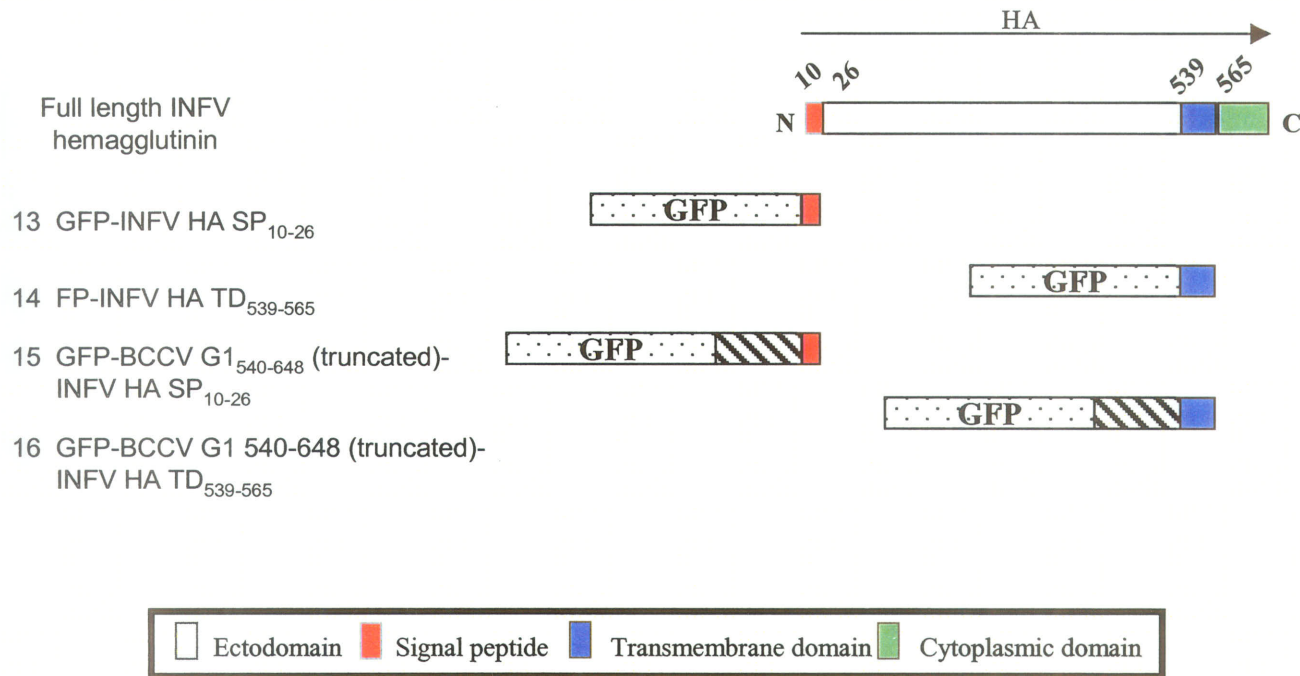 HA
10 26 539 565
Full length INFV
hemagglutinin
N C
13 GFP-INFV HA SP10-26
GFP
14 FP-INFV HA TD539-565
GFP
15 GFP-BCCV G1540-648 (truncated)-
INFV HA SP10-26
GFP
16 GFP-BCCV G1 540-648 (truncated)-
INFV HA TD539-565
GFP
Ectodomain Signal peptide Transmembrane domain Cytoplasmic domain